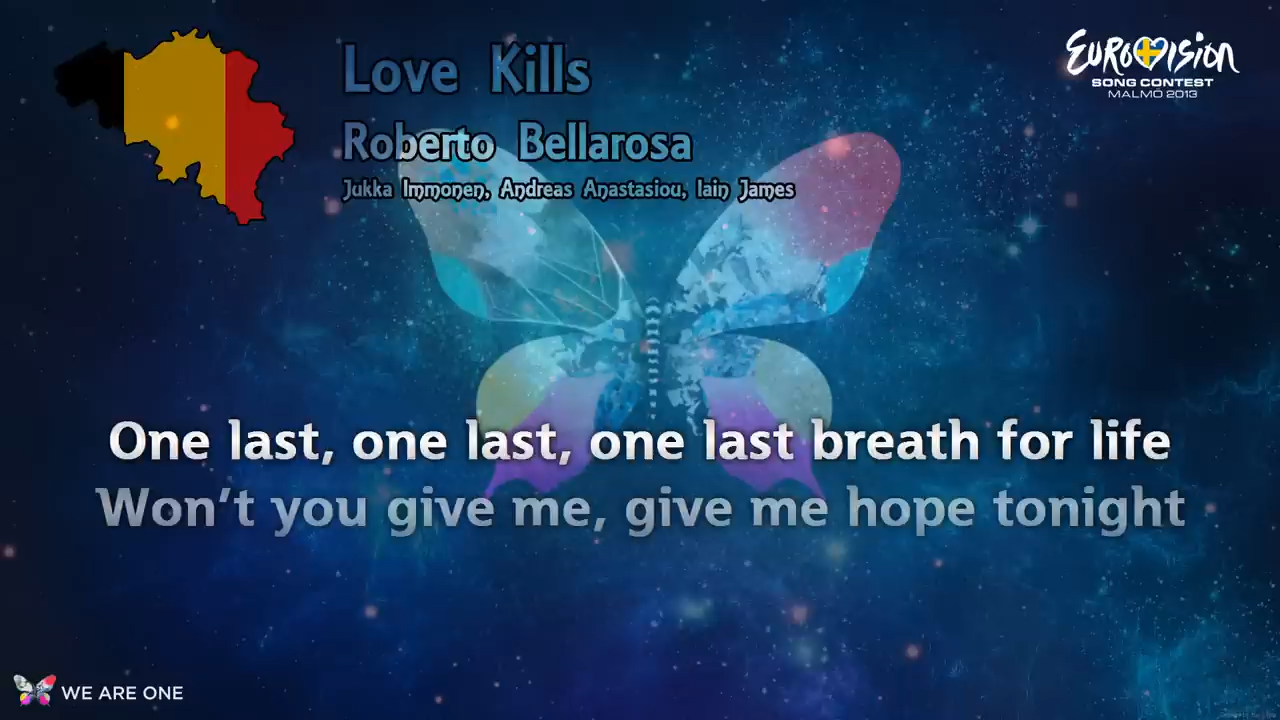 Love Kills
Roberto Bellarosa
Jukka Immonen, Andreas Anastasiou, Iain James
EUROVISION
SONG CONTEST
MALMÖ 2013
One last, one last, one last breath for life
Won't you give me, give me hope tonight
WE ARE ONE